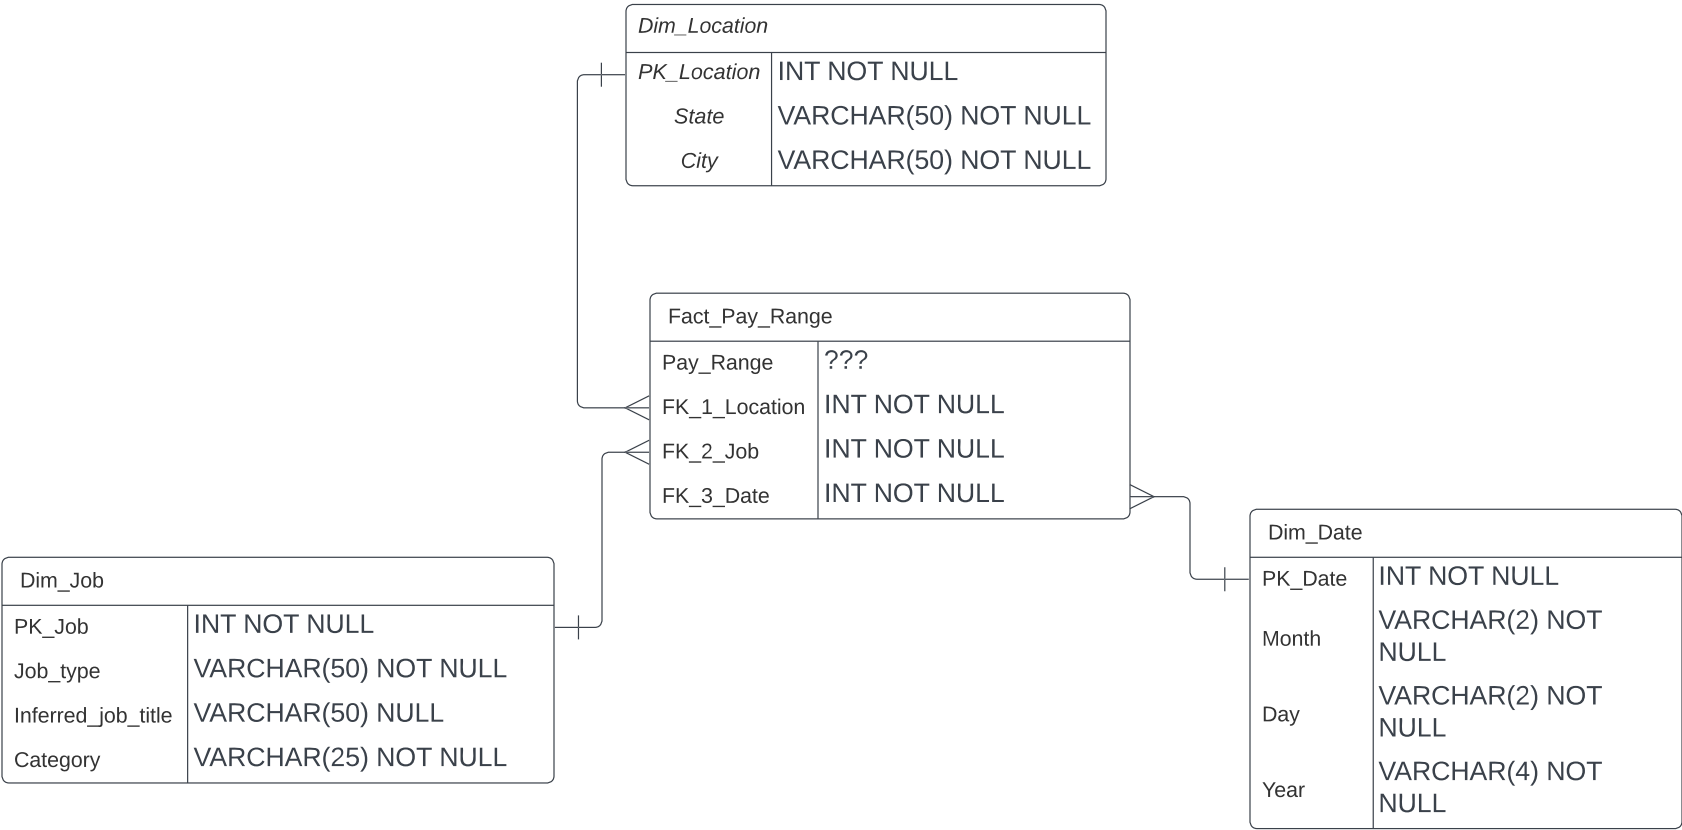 Dim_Location
PK_Location INT NOT NULL
State VARCHAR(50) NOT NULL
City VARCHAR(50) NOT NULL
Fact_Pay_Range
Pay_Range ???
FK_1_Location INT NOT NULL
FK_2_Job INT NOT NULL
FK_3_Date INT NOT NULL
Dim_Job
PK_Job INT NOT NULL
Job_type VARCHAR(50) NOT NULL
Inferred_job_title VARCHAR(50) NULL
Category VARCHAR(25) NOT NULL
Dim_Date
PK_Date INT NOT NULL
Month VARCHAR(2) NOT
NULL
Day VARCHAR(2) NOT
NULL
Year VARCHAR(4) NOT
NULL